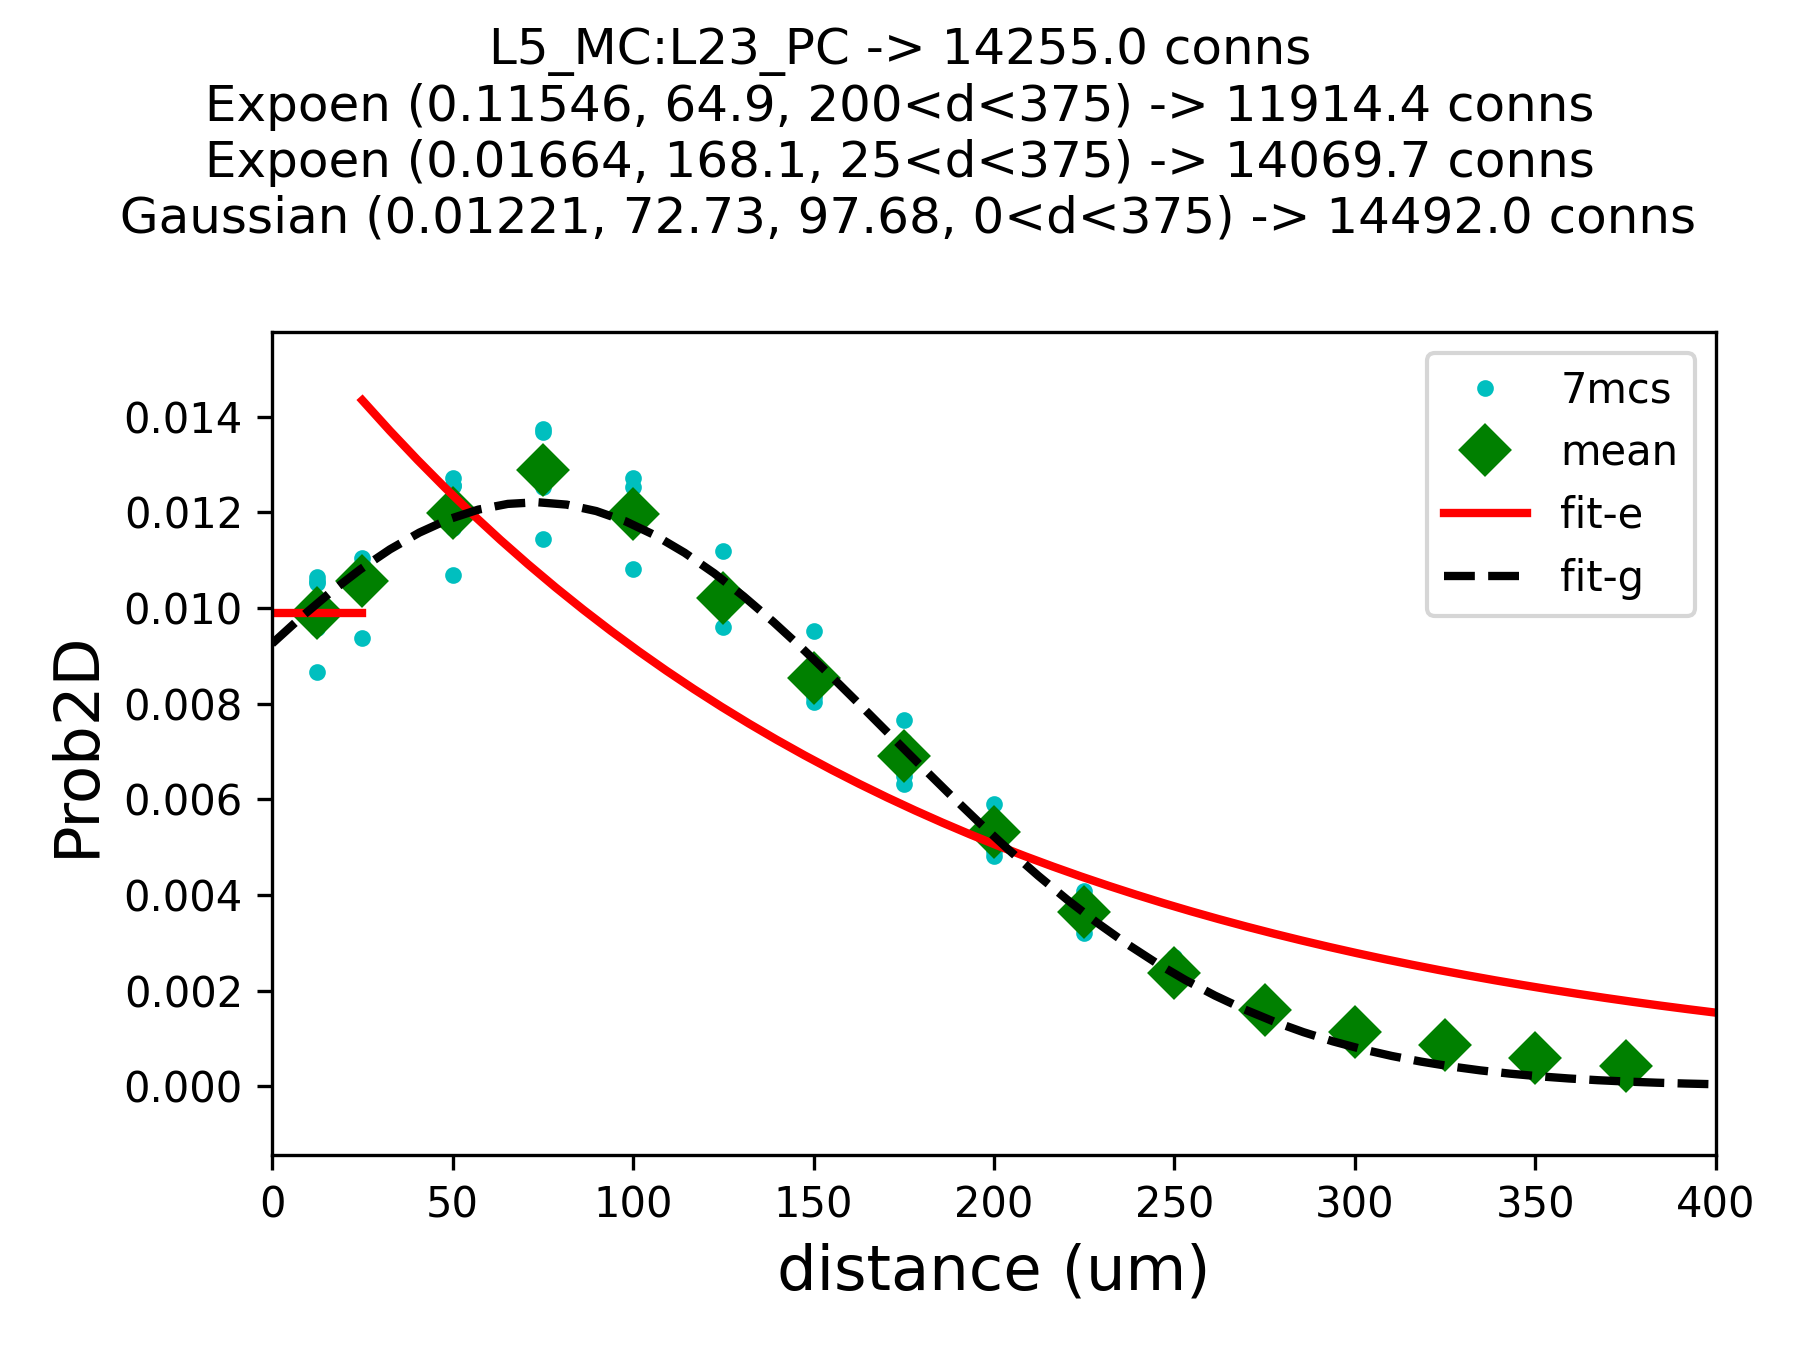 L5_MC:L23_PC -> 14255.0 conns
Expoen (0.11546, 64.9, 200<d<375) -> 11914.4 conns
Expoen (0.01664, 168.1, 25<d<375) -> 14069.7 conns
Gaussian (0.01221, 72.73, 97.68, 0<d<375) -> 14492.0 conns
7mcs
mean
fit-e
fit-g
Prob2D
0.014
0.012
0.010
0.008
0.006
0.004
0.002
0.000
0 50 100 150 200 250 300 350 400
distance (um)